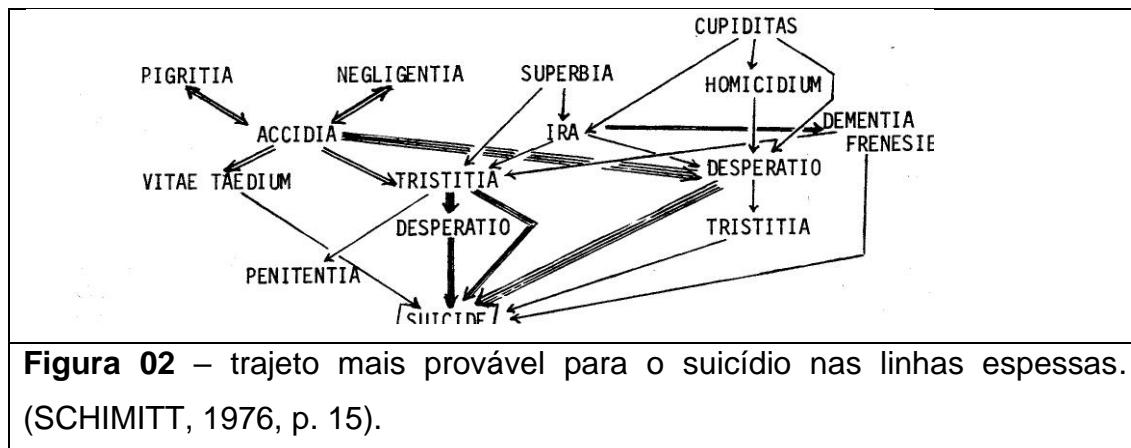 CUPIDITAS
PIGRITIA NEGLIGENTIA SUPERBIA HOMICIDIUM
ACCIDIA IRA DEMENTIA
FRENESIE
VITAE TAEDIUM TRISTITIA DESPERATIO
DESPERATIO TRISTITIA
PENITENTIA
SUICIDE
Figura 02 – trajeto mais provável para o suicídio nas linhas espessas.
(SCHIMITT, 1976, p. 15).